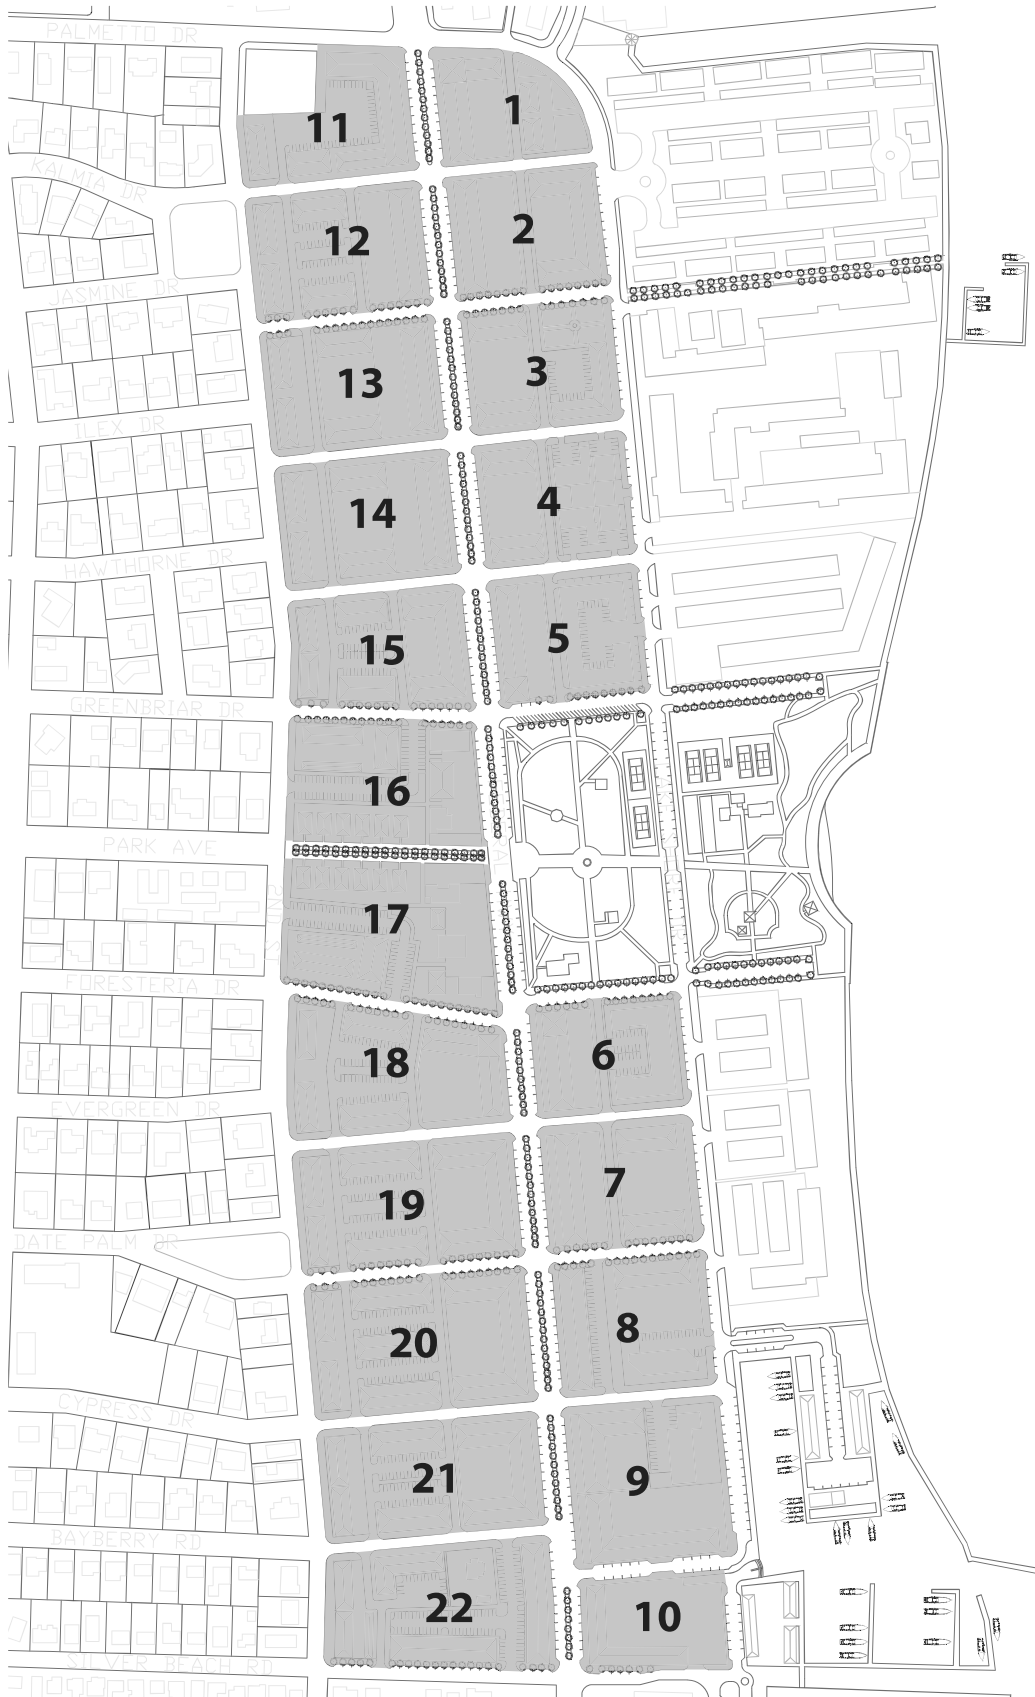 PALMETTO DR
1
11
KALMIA DR
2
12
JASMINE DR
3
13
ILEX DR
4
14
HAWTHORNE DR
5
15
GREENBRIAR DR
16
PARK AVE
17
FORESTERIA DR
6
18
EVERGREEN DR
7
19
DATE PALM DR
8
20
CYPRESS DR
21
9
BAYBERRY RD
22
10
SILVER BEACH RD